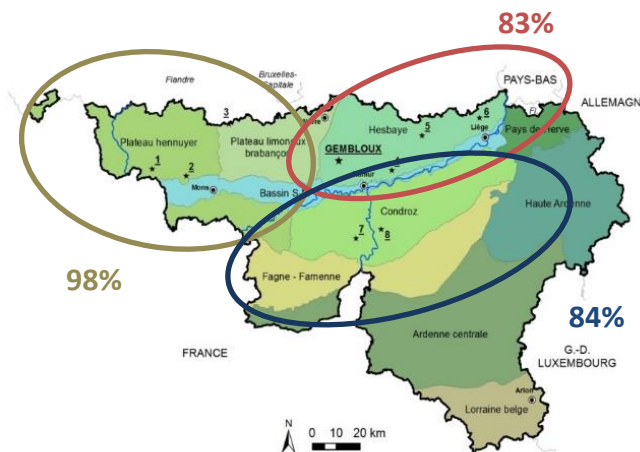 83%
Flandre
Bruxelles-
Capitale
PAYS-BAS
ALLEMAGN
3
6
5
Hesbaye
Liège
Pays de Herve
Plateau hennuyer
Plateau limoneux
brabançon
GEMBLOUX
1
2
Mons
Bassin S
Condroz
Haute Ardenne
7
8
98%
Fagne - Famenne
84%
FRANCE
Ardenne centrale
G.-D.
LUXEMBOURG
Arlon
Lorraine belge
N
0 10 20 km